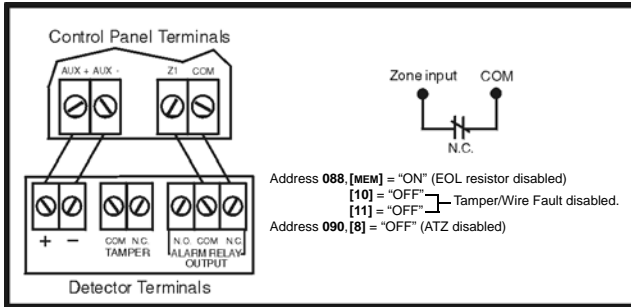 Control Panel Terminals
AUX + AUX - Z1 COM
Zone input COM
N.C.
Address 088, [MEM] = “ON” (EOL resistor disabled)
[10] = “OFF”
Tamper/Wire Fault disabled.
[11] = “OFF”
Address 090, [8] = “OFF” (ATZ disabled)
+ −
COM N.C. N.O. COM N.C.
TAMPER ALARM RELAY
OUTPUT
Detector Terminals